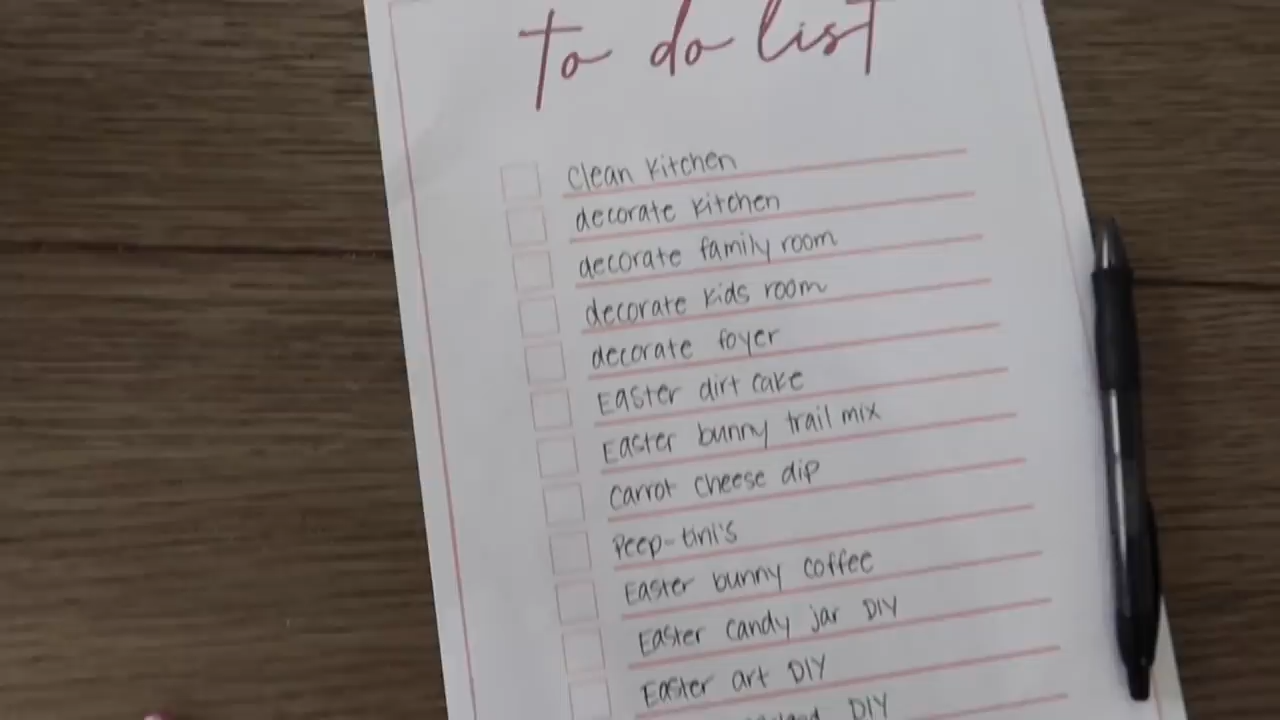 to do list
clean kitchen
decorate kitchen
decorate family room
decorate kids room
decorate foyer
Easter dirt cake
Easter bunny trail mix
carrot cheese dip
Peep-tini's
Easter bunny coffee
Easter candy jar DIY
Easter art DIY
DIY